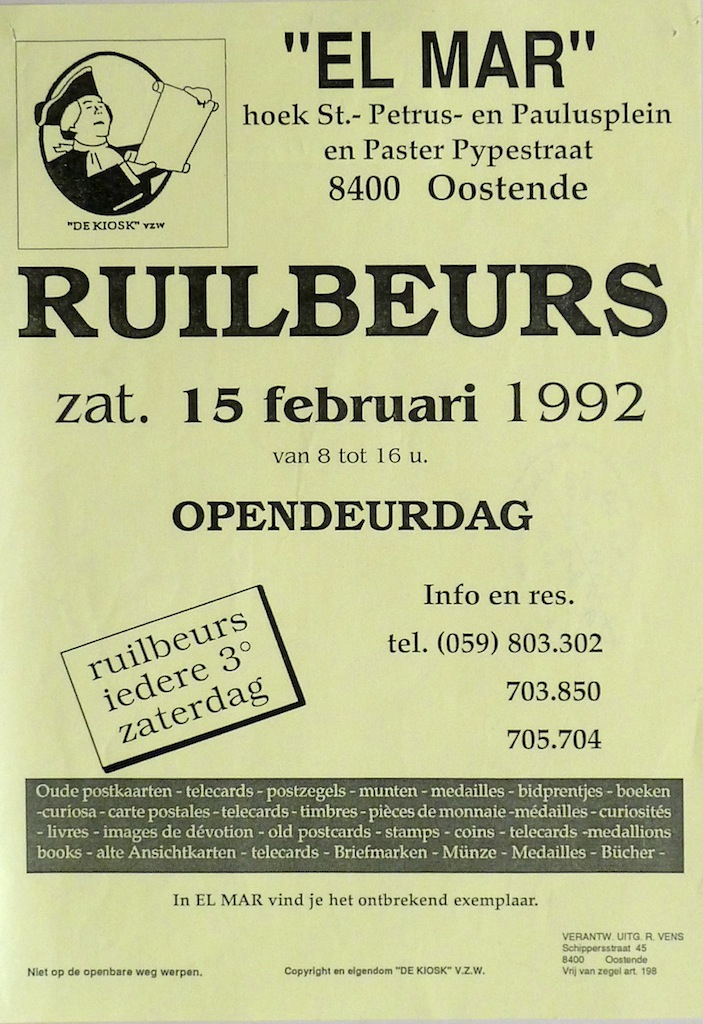 "EL MAR"
hoek St.- Petrus- en Paulusplein
en Paster Pypestraat
8400 Oostende
"DE KIOSK" VZW
RUILBEURS
zat. 15 februari 1992
van 8 tot 16 u.
OPENDEURDAG
Info en res.
tel. (059) 803.302
703.850
705.704
ruilbeurs
iedere 3°
zaterdag
Oude postkaarten - telecards - postzegels - munten - medailles - bidprentjes - boeken
-curiosa - carte postales - telecards - timbres - pièces de monnaie -médailles - curiosités
- livres - images de dévotion - old postcards - stamps - coins - telecards -medallions
books - alte Ansichtkarten - telecards - Briefmarken - Münze - Medailles - Bücher -
In EL MAR vind je het ontbrekend exemplaar.
Niet op de openbare weg werpen.
Copyright en eigendom "DE KIOSK" V.Z.W.
VERANTW. UITG. R. VENS
Schippersstraat 45
8400 Oostende
Vrij van zegel art. 198